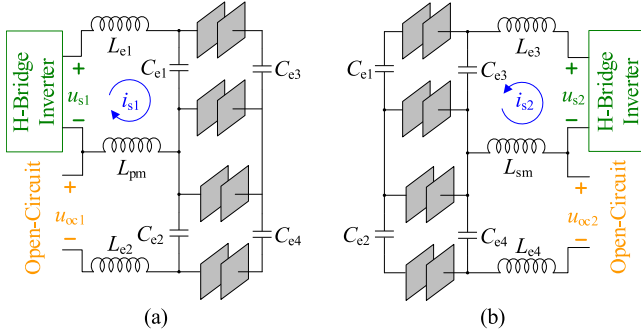 H-Bridge
Inverter
+
u_s1
−
i_s1
L_e1
C_e1
C_e3
L_pm
Open-Circuit
+
u_oc1
−
L_e2
C_e2
C_e4
(a)
C_e1
C_e3
L_e3
i_s2
+
u_s2
−
H-Bridge
Inverter
L_sm
C_e2
C_e4
L_e4
+
u_oc2
−
Open-Circuit
(b)